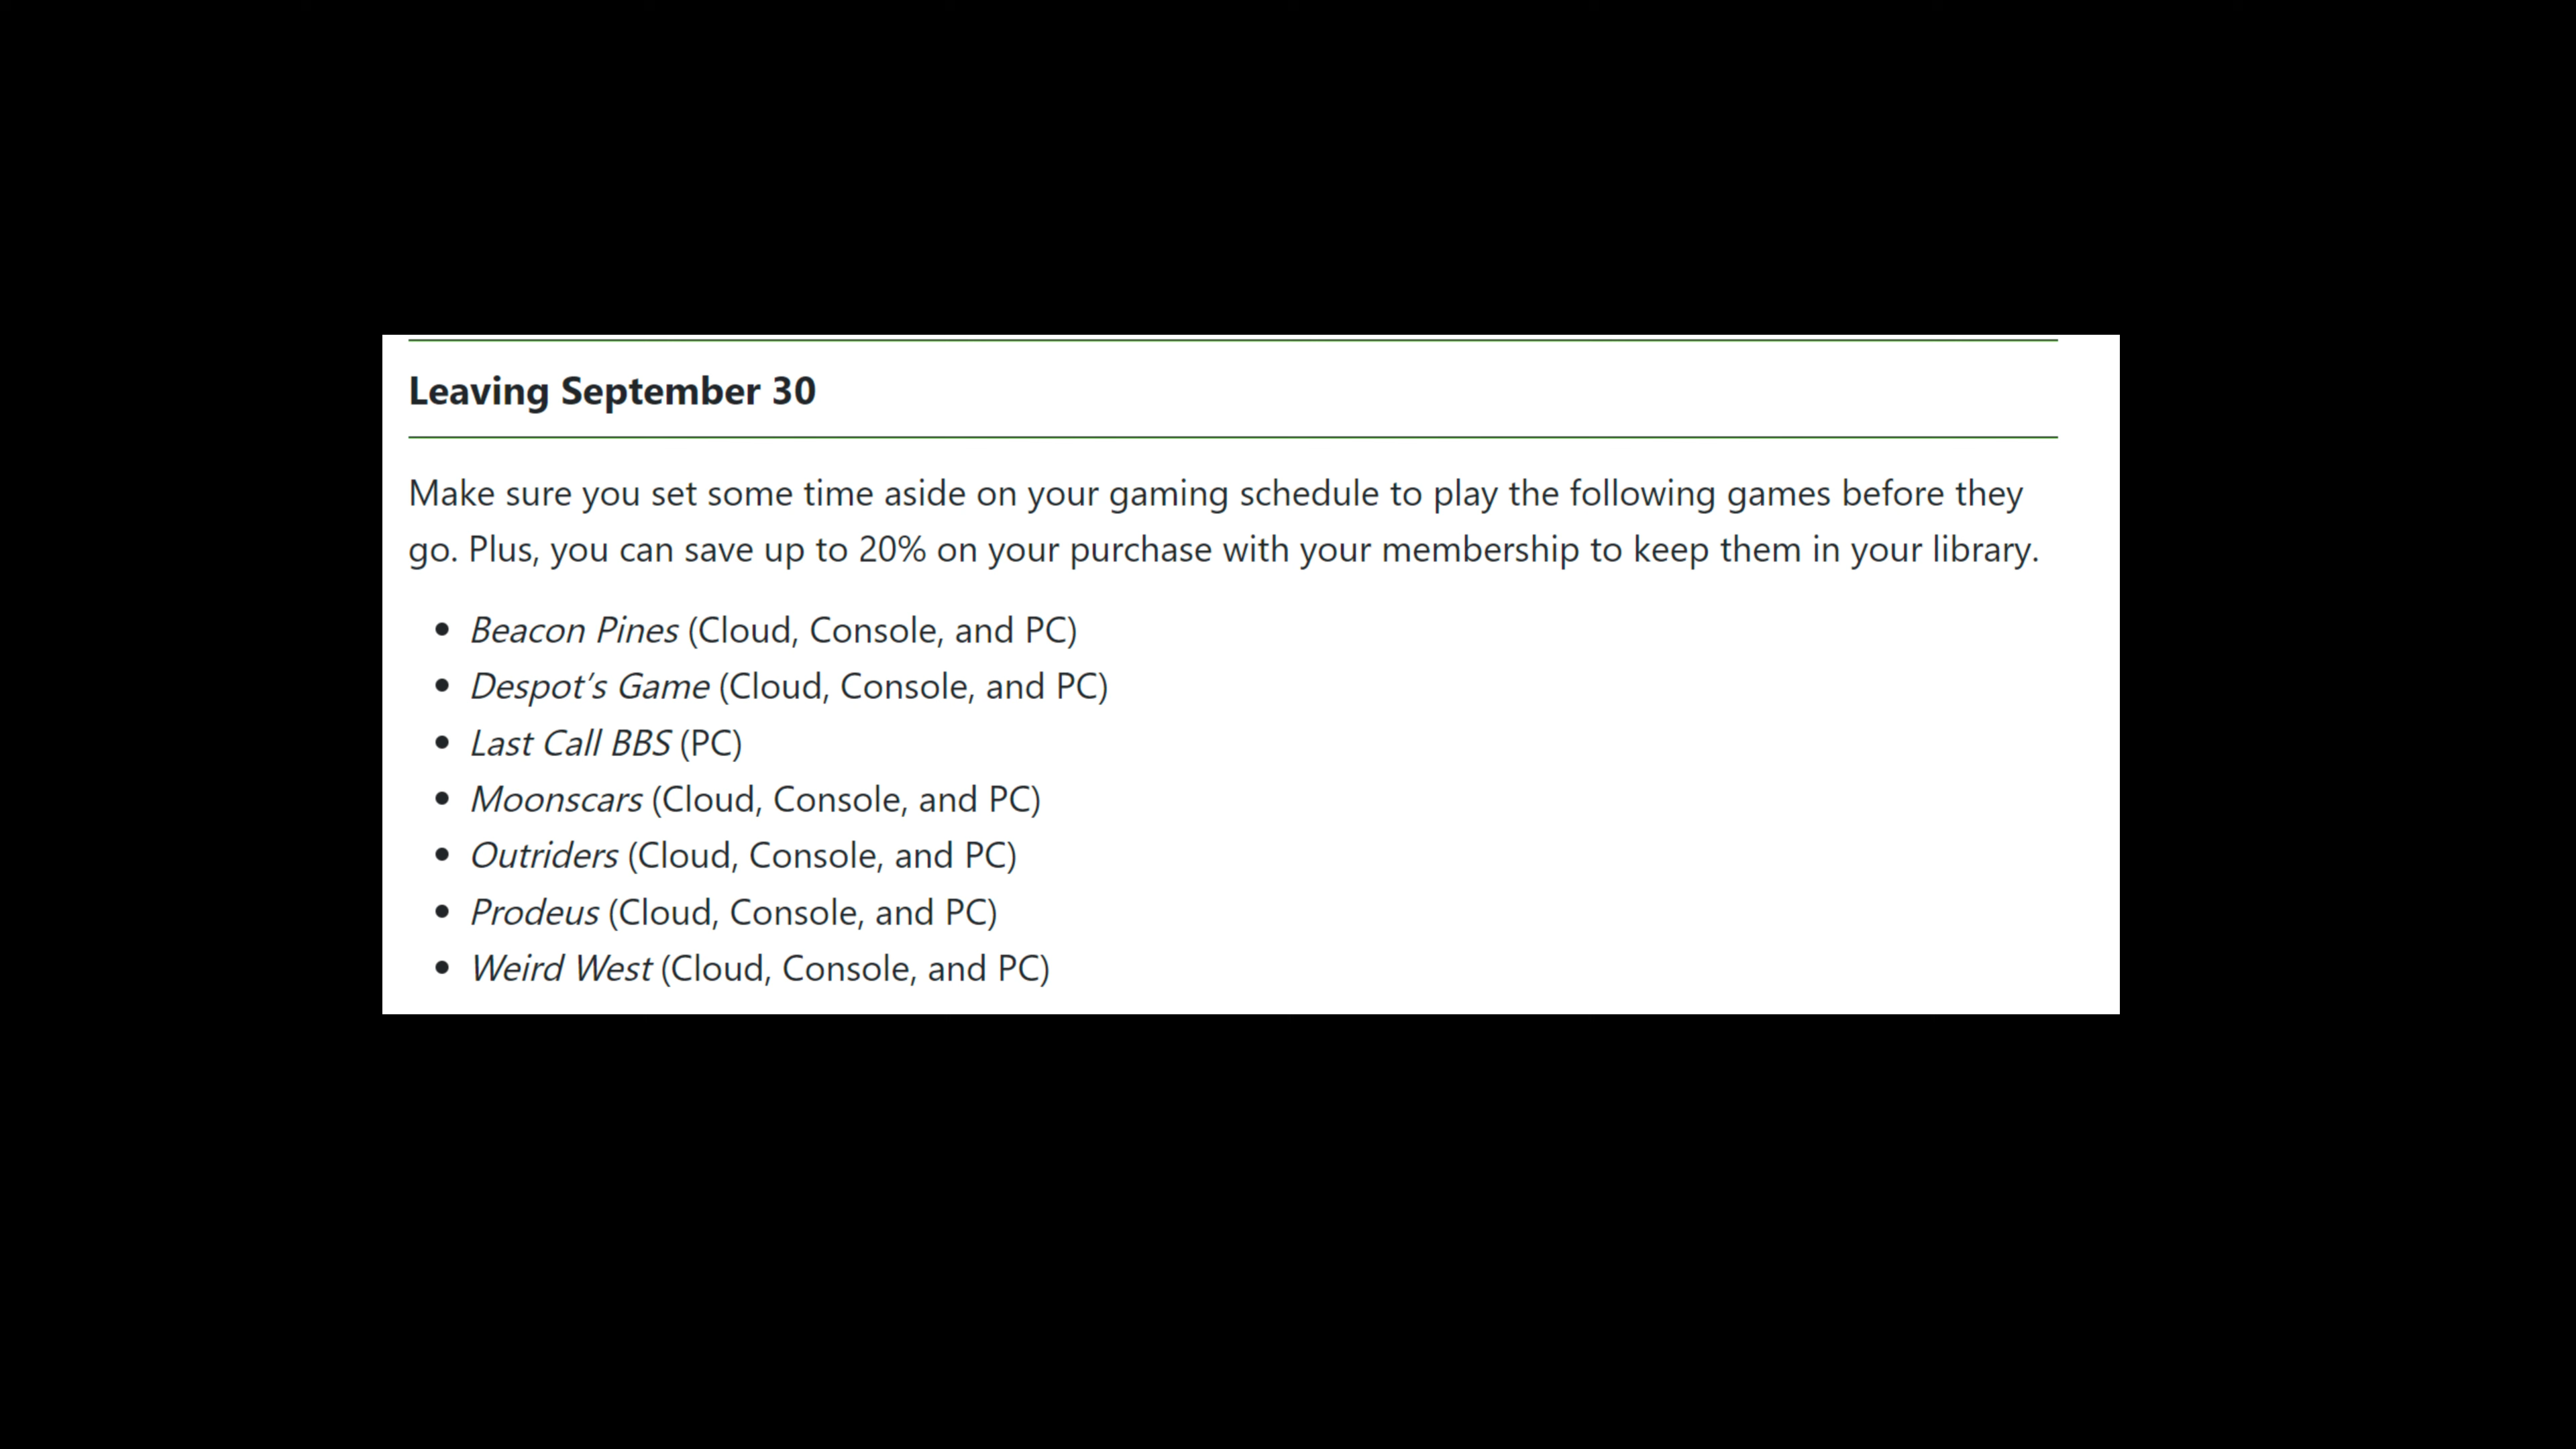 Leaving September 30
Make sure you set some time aside on your gaming schedule to play the following games before they
go. Plus, you can save up to 20% on your purchase with your membership to keep them in your library.
• Beacon Pines (Cloud, Console, and PC)
• Despot’s Game (Cloud, Console, and PC)
• Last Call BBS (PC)
• Moonscars (Cloud, Console, and PC)
• Outriders (Cloud, Console, and PC)
• Prodeus (Cloud, Console, and PC)
• Weird West (Cloud, Console, and PC)